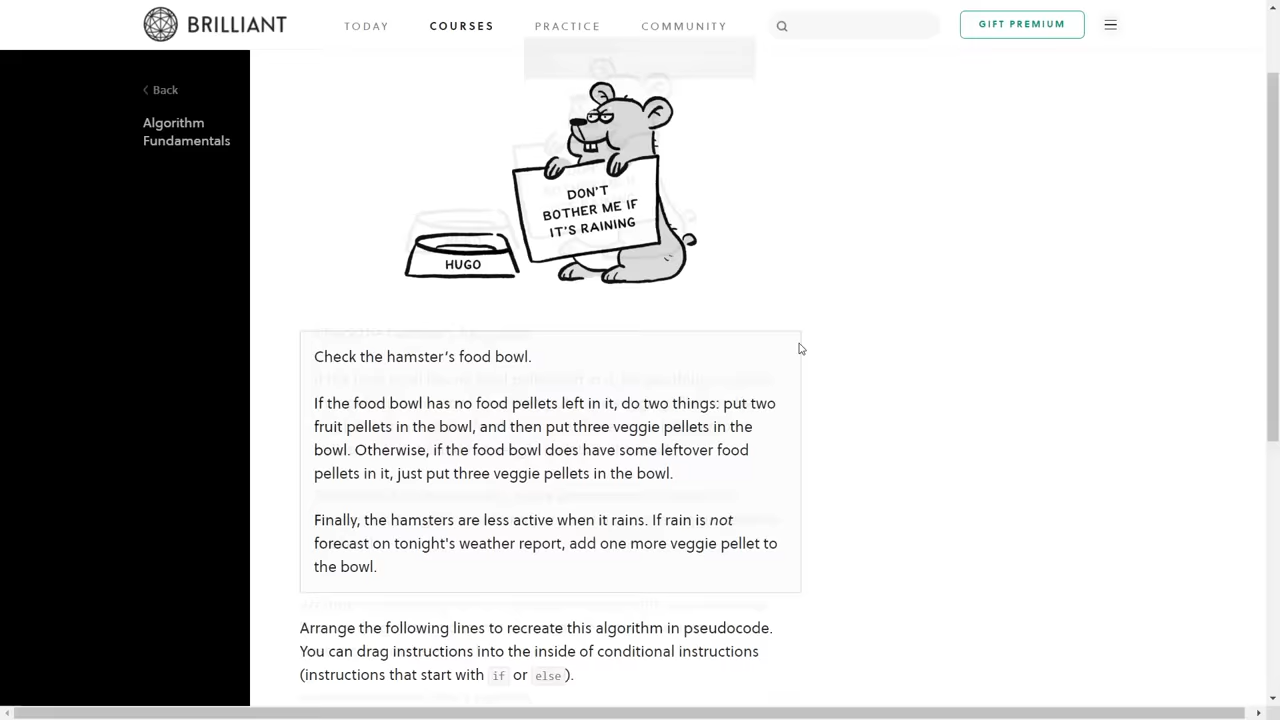 BRILLIANT
TODAY
COURSES
PRACTICE
COMMUNITY
GIFT PREMIUM
Back
Algorithm
Fundamentals
DON'T
BOTHER ME IF
IT'S RAINING
HUGO
Check the hamster's food bowl.
If the food bowl has no food pellets left in it, do two things: put two
fruit pellets in the bowl, and then put three veggie pellets in the
bowl. Otherwise, if the food bowl does have some leftover food
pellets in it, just put three veggie pellets in the bowl.
Finally, the hamsters are less active when it rains. If rain is not
forecast on tonight's weather report, add one more veggie pellet to
the bowl.
Arrange the following lines to recreate this algorithm in pseudocode.
You can drag instructions into the inside of conditional instructions
(instructions that start with if or else ).